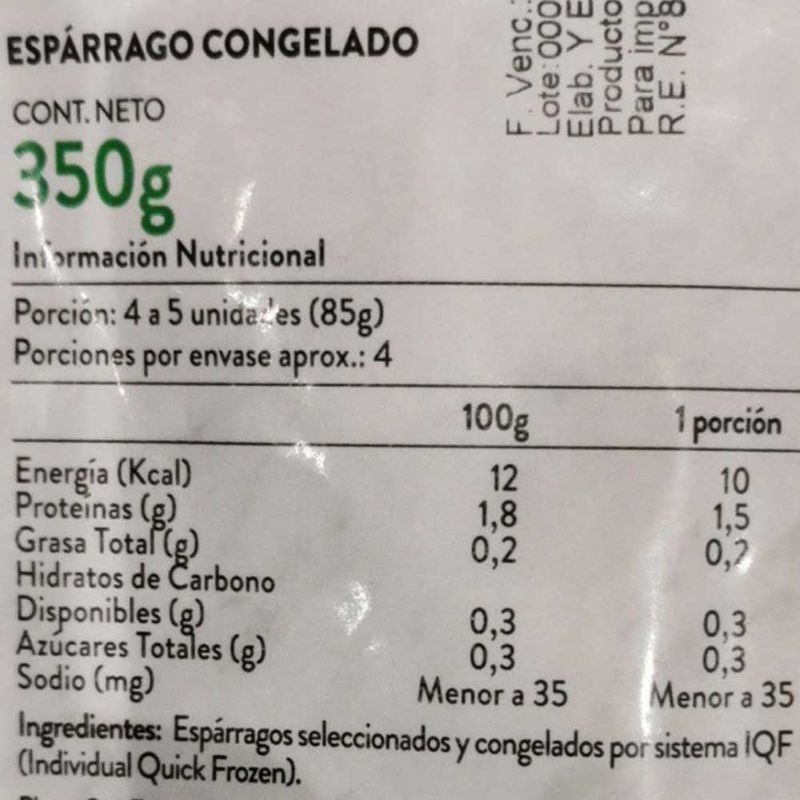 ESPÁRRAGO CONGELADO
CONT. NETO
350g
Información Nutricional
Porción: 4 a 5 unidades (85g)
Porciones por envase aprox.: 4
100g 1 porción
Energía (Kcal) 12 10
Proteínas (g) 1,8 1,5
Grasa Total (g) 0,2 0,2
Hidratos de Carbono
Disponibles (g) 0,3 0,3
Azúcares Totales (g) 0,3 0,3
Sodio (mg) Menor a 35 Menor a 35
Ingredientes: Espárragos seleccionados y congelados por sistema IQF
(Individual Quick Frozen).
F. Venc.:
Lote: 000
Elab. Y E
Producto
Para imp
R.E. N°8